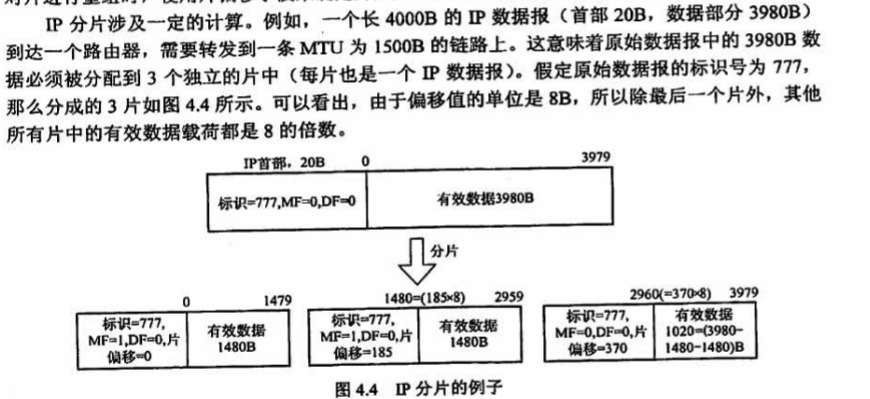 IP 分片涉及一定的计算。例如，一个长 4000B 的 IP 数据报（首部 20B，数据部分 3980B）
到达一个路由器，需要转发到一条 MTU 为 1500B 的链路上。这意味着原始数据报中的 3980B 数
据必须被分配到 3 个独立的片中（每片也是一个 IP 数据报）。假定原始数据报的标识号为 777，
那么分成的 3 片如图 4.4 所示。可以看出，由于偏移值的单位是 8B，所以除最后一个片外，其他
所有片中的有效数据载荷都是 8 的倍数。
IP首部，20B 0 3979
标识=777,MF=0,DF=0 有效数据3980B
分片
0 1479
标识=777,
MF=1,DF=0,片
偏移=0
有效数据
1480B
1480=(185×8) 2959
标识=777,
MF=1,DF=0,片
偏移=185
有效数据
1480B
2960(=370×8) 3979
标识=777,
MF=0,DF=0,片
偏移=370
有效数据
1020=(3980-
1480-1480)B
图 4.4 IP 分片的例子